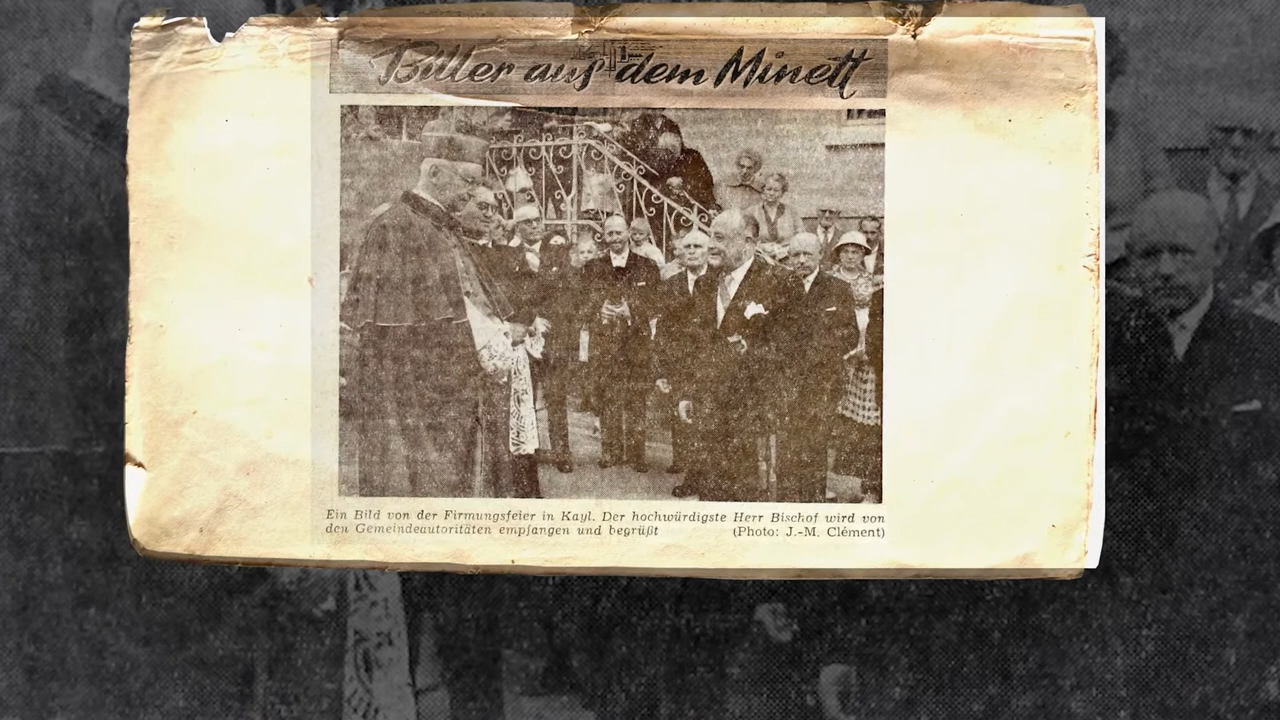 Biller aus dem Minett
Ein Bild von der Firmungsfeier in Kayl. Der hochwürdigste Herr Bischof wird von
den Gemeindeautoritäten empfangen und begrüßt (Photo: J.-M. Clément)